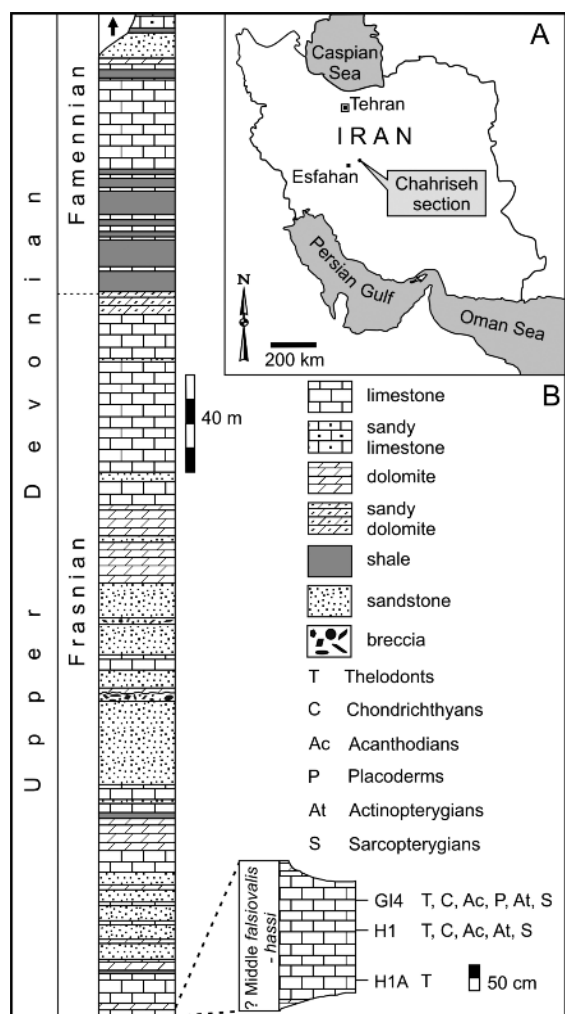 A
Caspian
Sea
Tehran
IRAN
Esfahan
Chahriseh
section
Persian Gulf
Oman Sea
N
200 km
Upper Devonian
Famennian
Frasnian
40 m
B
limestone
sandy
limestone
dolomite
sandy
dolomite
shale
sandstone
breccia
T Thelodonts
C Chondrichthyans
Ac Acanthodians
P Placoderms
At Actinopterygians
S Sarcopterygians
? Middle falsiovalis
- hassi
GI4 T, C, Ac, P, At, S
H1 T, C, Ac, At, S
H1A T
50 cm